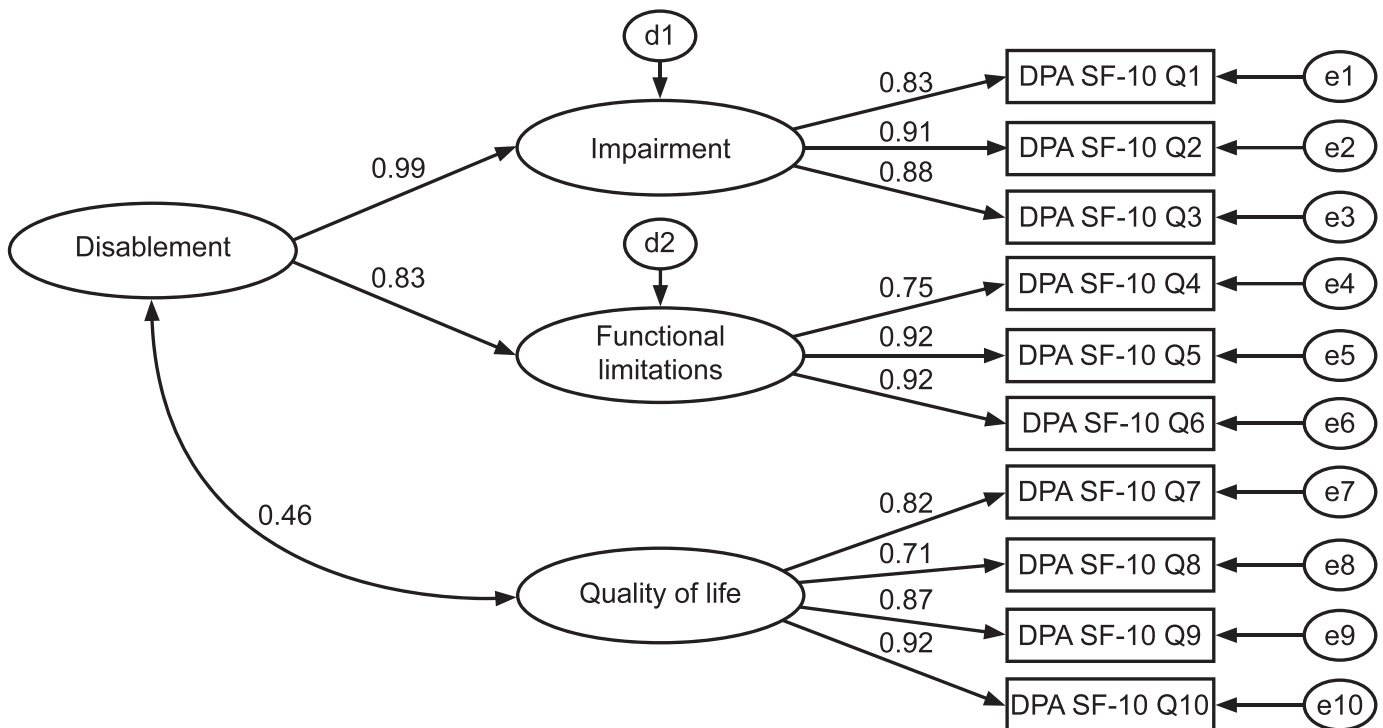 d1
0.83
DPA SF-10 Q1
e1
Impairment
0.91
DPA SF-10 Q2
e2
0.99
0.88
DPA SF-10 Q3
e3
Disablement
d2
0.83
0.75
DPA SF-10 Q4
e4
Functional
limitations
0.92
DPA SF-10 Q5
e5
0.92
DPA SF-10 Q6
e6
0.46
0.82
DPA SF-10 Q7
e7
Quality of life
0.71
DPA SF-10 Q8
e8
0.87
DPA SF-10 Q9
e9
0.92
DPA SF-10 Q10
e10